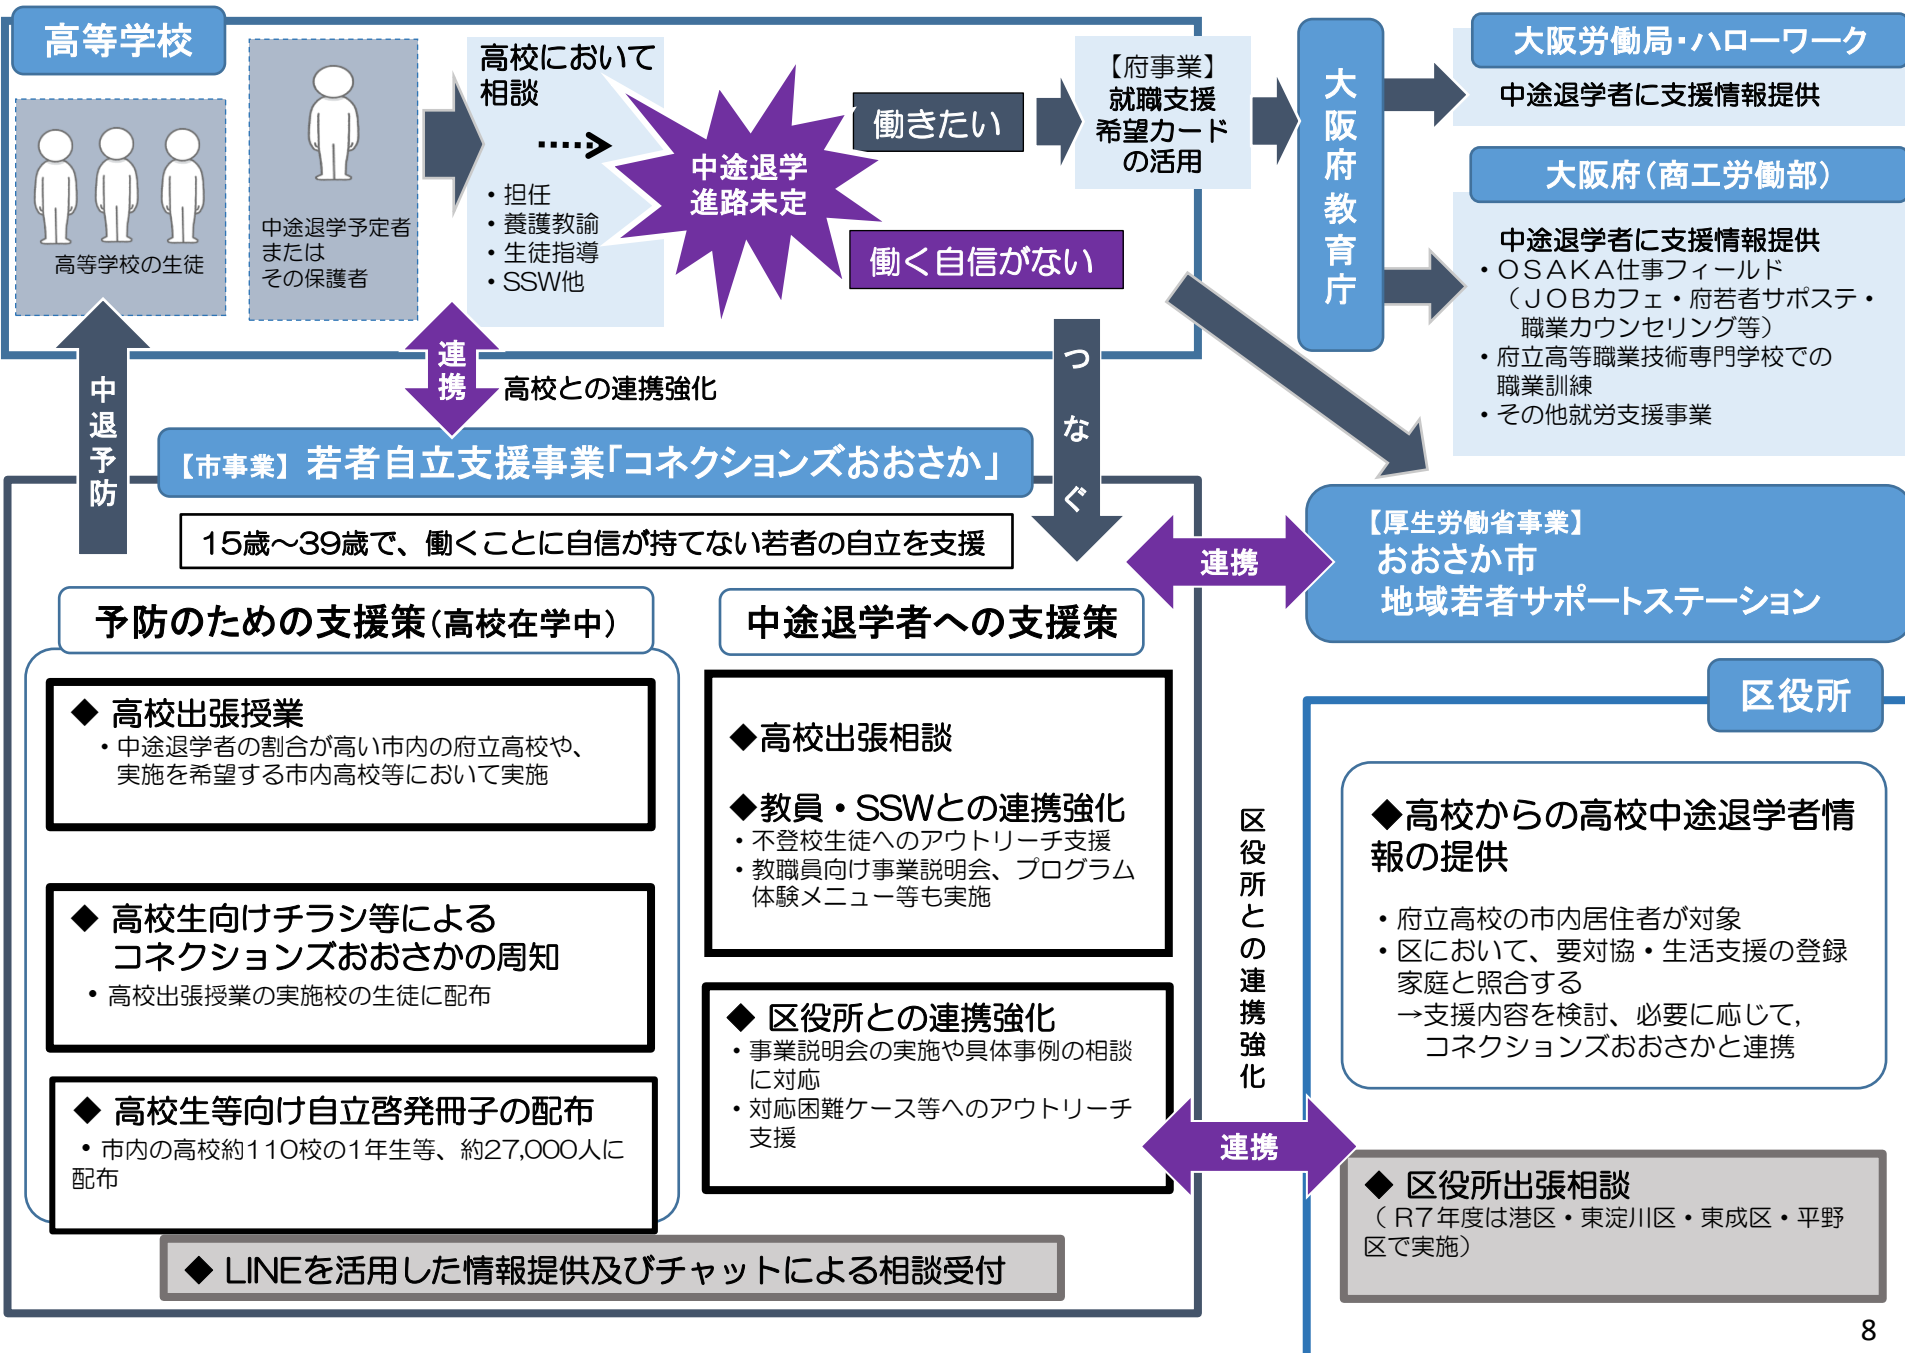 高等学校
高等学校の生徒
中途退学予定者
または
その保護者
高校において
相談
・担任
・養護教諭
・生徒指導
・SSW他
中途退学
進路未定
働きたい
働く自信がない
【府事業】
就職支援
希望カード
の活用
大阪府教育庁
大阪労働局・ハローワーク
中途退学者に支援情報提供
大阪府（商工労働部）
中途退学者に支援情報提供
・OSAKA仕事フィールド
（JOBカフェ・府若者サポステ・
職業カウンセリング等）
・府立高等職業技術専門学校での
職業訓練
・その他就労支援事業
中退予防
連携
高校との連携強化
つなぐ
【市事業】若者自立支援事業「コネクションズおおさか」
15歳～39歳で、働くことに自信が持てない若者の自立を支援
連携
【厚生労働省事業】
おおさか市
地域若者サポートステーション
予防のための支援策（高校在学中）
◆ 高校出張授業
・中途退学者の割合が高い市内の府立高校や、
実施を希望する市内高校等において実施
◆ 高校生向けチラシ等による
コネクションズおおさかの周知
・高校出張授業の実施校の生徒に配布
◆ 高校生等向け自立啓発冊子の配布
・市内の高校約110校の1年生等、約27,000人に
配布
中途退学者への支援策
◆高校出張相談
◆教員・SSWとの連携強化
・不登校生徒へのアウトリーチ支援
・教職員向け事業説明会、プログラム
体験メニュー等も実施
◆ 区役所との連携強化
・事業説明会の実施や具体事例の相談
に対応
・対応困難ケース等へのアウトリーチ
支援
◆ LINEを活用した情報提供及びチャットによる相談受付
区役所との連携強化
連携
区役所
◆高校からの高校中途退学者情
報の提供
・府立高校の市内居住者が対象
・区において、要対協・生活支援の登録
家庭と照合する
→支援内容を検討、必要に応じて,
コネクションズおおさかと連携
◆ 区役所出張相談
（R7年度は港区・東淀川区・東成区・平野
区で実施）
8